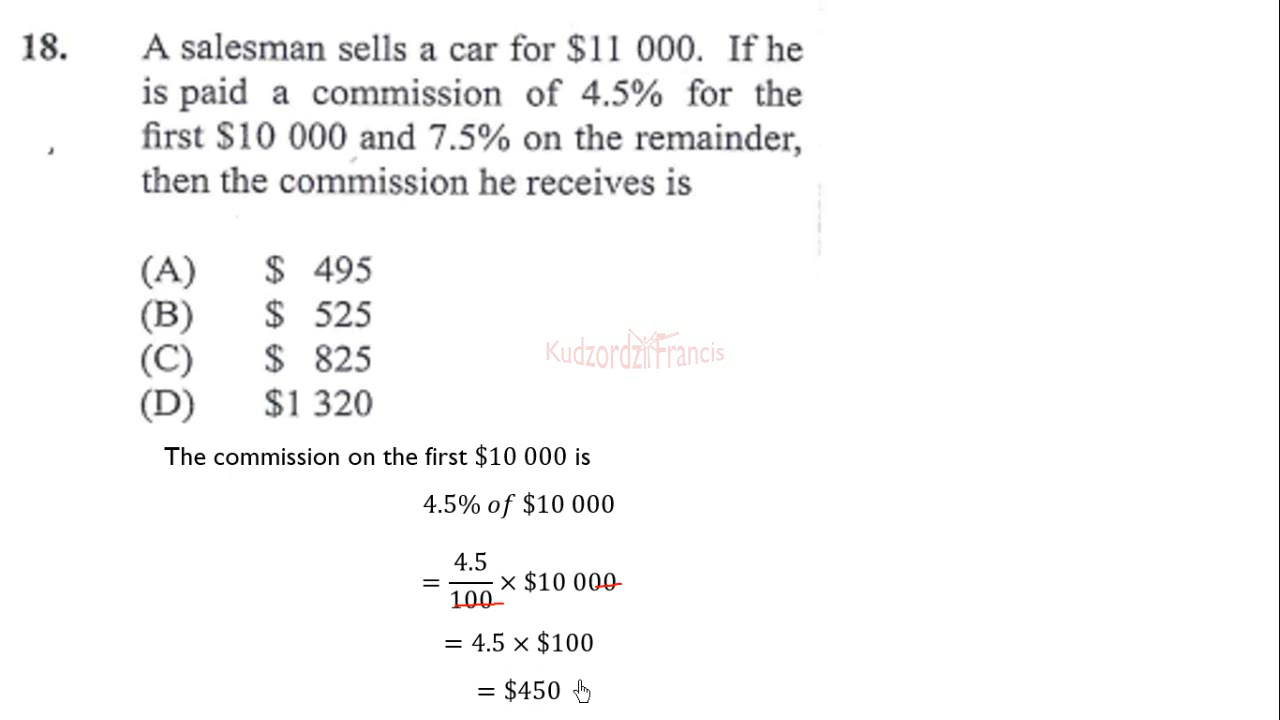 18. A salesman sells a car for $11 000. If he
is paid a commission of 4.5% for the
first $10 000 and 7.5% on the remainder,
then the commission he receives is
(A) $ 495
(B) $ 525
(C) $ 825
(D) $1 320
Kudzordzi Francis
The commission on the first $10 000 is
4.5% of $10 000
= 4.5/100 × $10 000
= 4.5 × $100
= $450